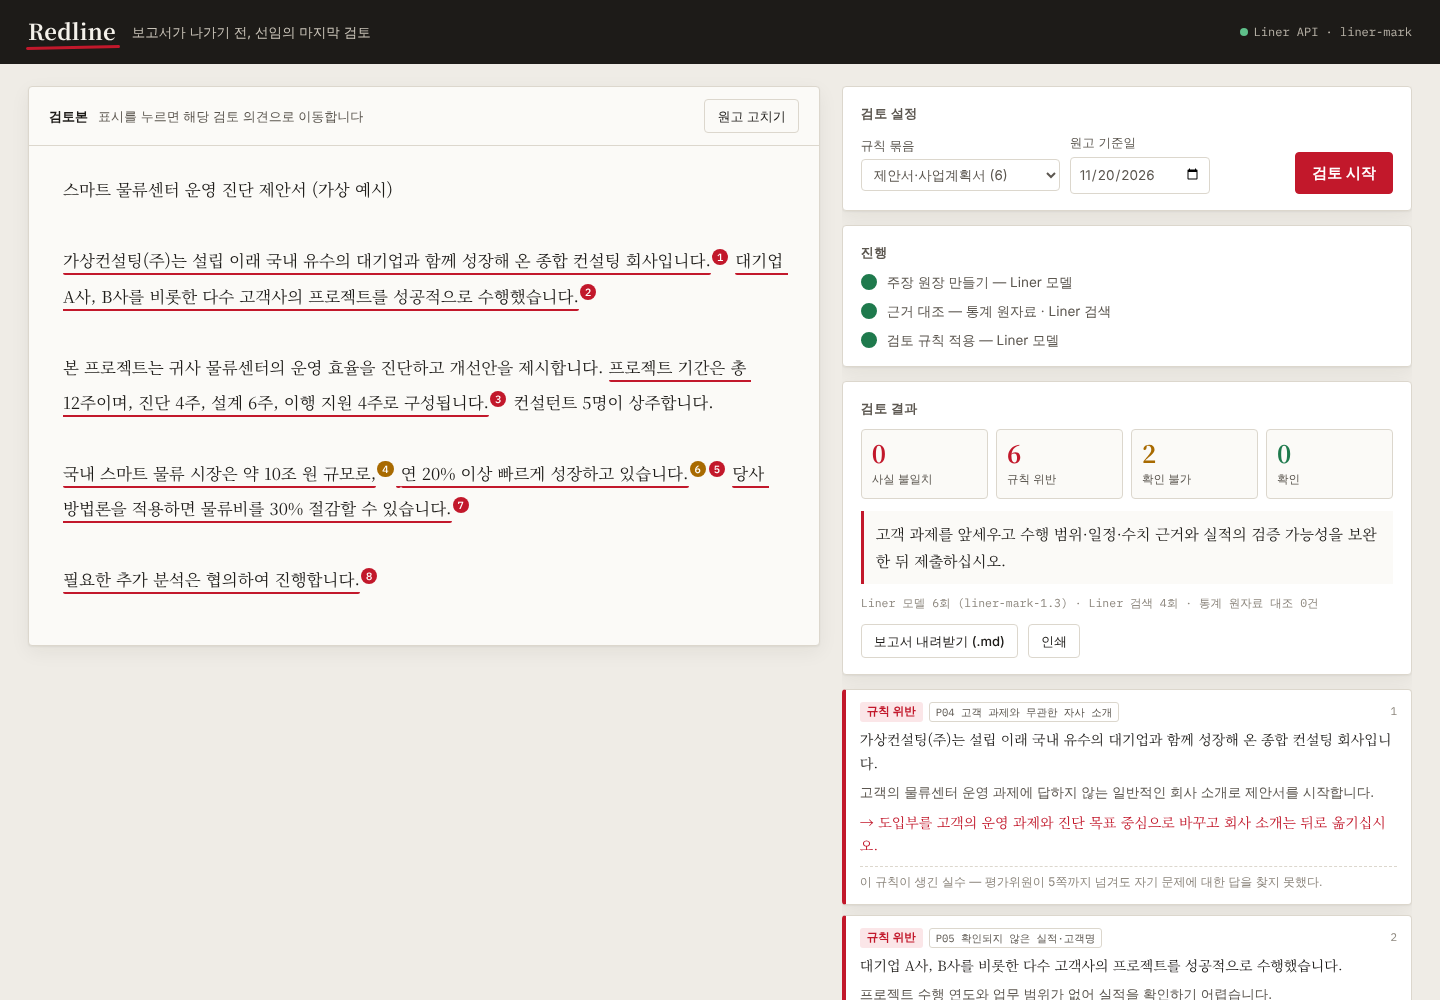 Redline 보고서가 나가기 전, 선임의 마지막 검토
Liner API · liner-mark
검토본 표시를 누르면 해당 검토 의견으로 이동합니다
원고 고치기
스마트 물류센터 운영 진단 제안서 (가상 예시)
가상컨설팅(주)는 설립 이래 국내 유수의 대기업과 함께 성장해 온 종합 컨설팅 회사입니다. 1 대기업
A사, B사를 비롯한 다수 고객사의 프로젝트를 성공적으로 수행했습니다. 2
본 프로젝트는 귀사 물류센터의 운영 효율을 진단하고 개선안을 제시합니다. 프로젝트 기간은 총
12주이며, 진단 4주, 설계 6주, 이행 지원 4주로 구성됩니다. 3 컨설턴트 5명이 상주합니다.
국내 스마트 물류 시장은 약 10조 원 규모로, 4 연 20% 이상 빠르게 성장하고 있습니다. 6 5 당사
방법론을 적용하면 물류비를 30% 절감할 수 있습니다. 7
필요한 추가 분석은 협의하여 진행합니다. 8
검토 설정
규칙 묶음
원고 기준일
제안서·사업계획서 (6)
11/20/2026
검토 시작
진행
주장 원장 만들기 — Liner 모델
근거 대조 — 통계 원자료 · Liner 검색
검토 규칙 적용 — Liner 모델
검토 결과
0 6 2 0
사실 불일치 규칙 위반 확인 불가 확인
고객 과제를 앞세우고 수행 범위·일정·수치 근거와 실적의 검증 가능성을 보완
한 뒤 제출하십시오.
Liner 모델 6회 (liner-mark-1.3) · Liner 검색 4회 · 통계 원자료 대조 0건
보고서 내려받기 (.md) 인쇄
규칙 위반 P04 고객 과제와 무관한 자사 소개 1
가상컨설팅(주)는 설립 이래 국내 유수의 대기업과 함께 성장해 온 종합 컨설팅 회사입니
다.
고객의 물류센터 운영 과제에 답하지 않는 일반적인 회사 소개로 제안서를 시작합니다.
→ 도입부를 고객의 운영 과제와 진단 목표 중심으로 바꾸고 회사 소개는 뒤로 옮기십시
오.
이 규칙이 생긴 실수 — 평가위원이 5쪽까지 넘겨도 자기 문제에 대한 답을 찾지 못했다.
규칙 위반 P05 확인되지 않은 실적·고객명 2
대기업 A사, B사를 비롯한 다수 고객사의 프로젝트를 성공적으로 수행했습니다.
프로젝트 수행 연도와 업무 범위가 없어 실적을 확인하기 어렵습니다.